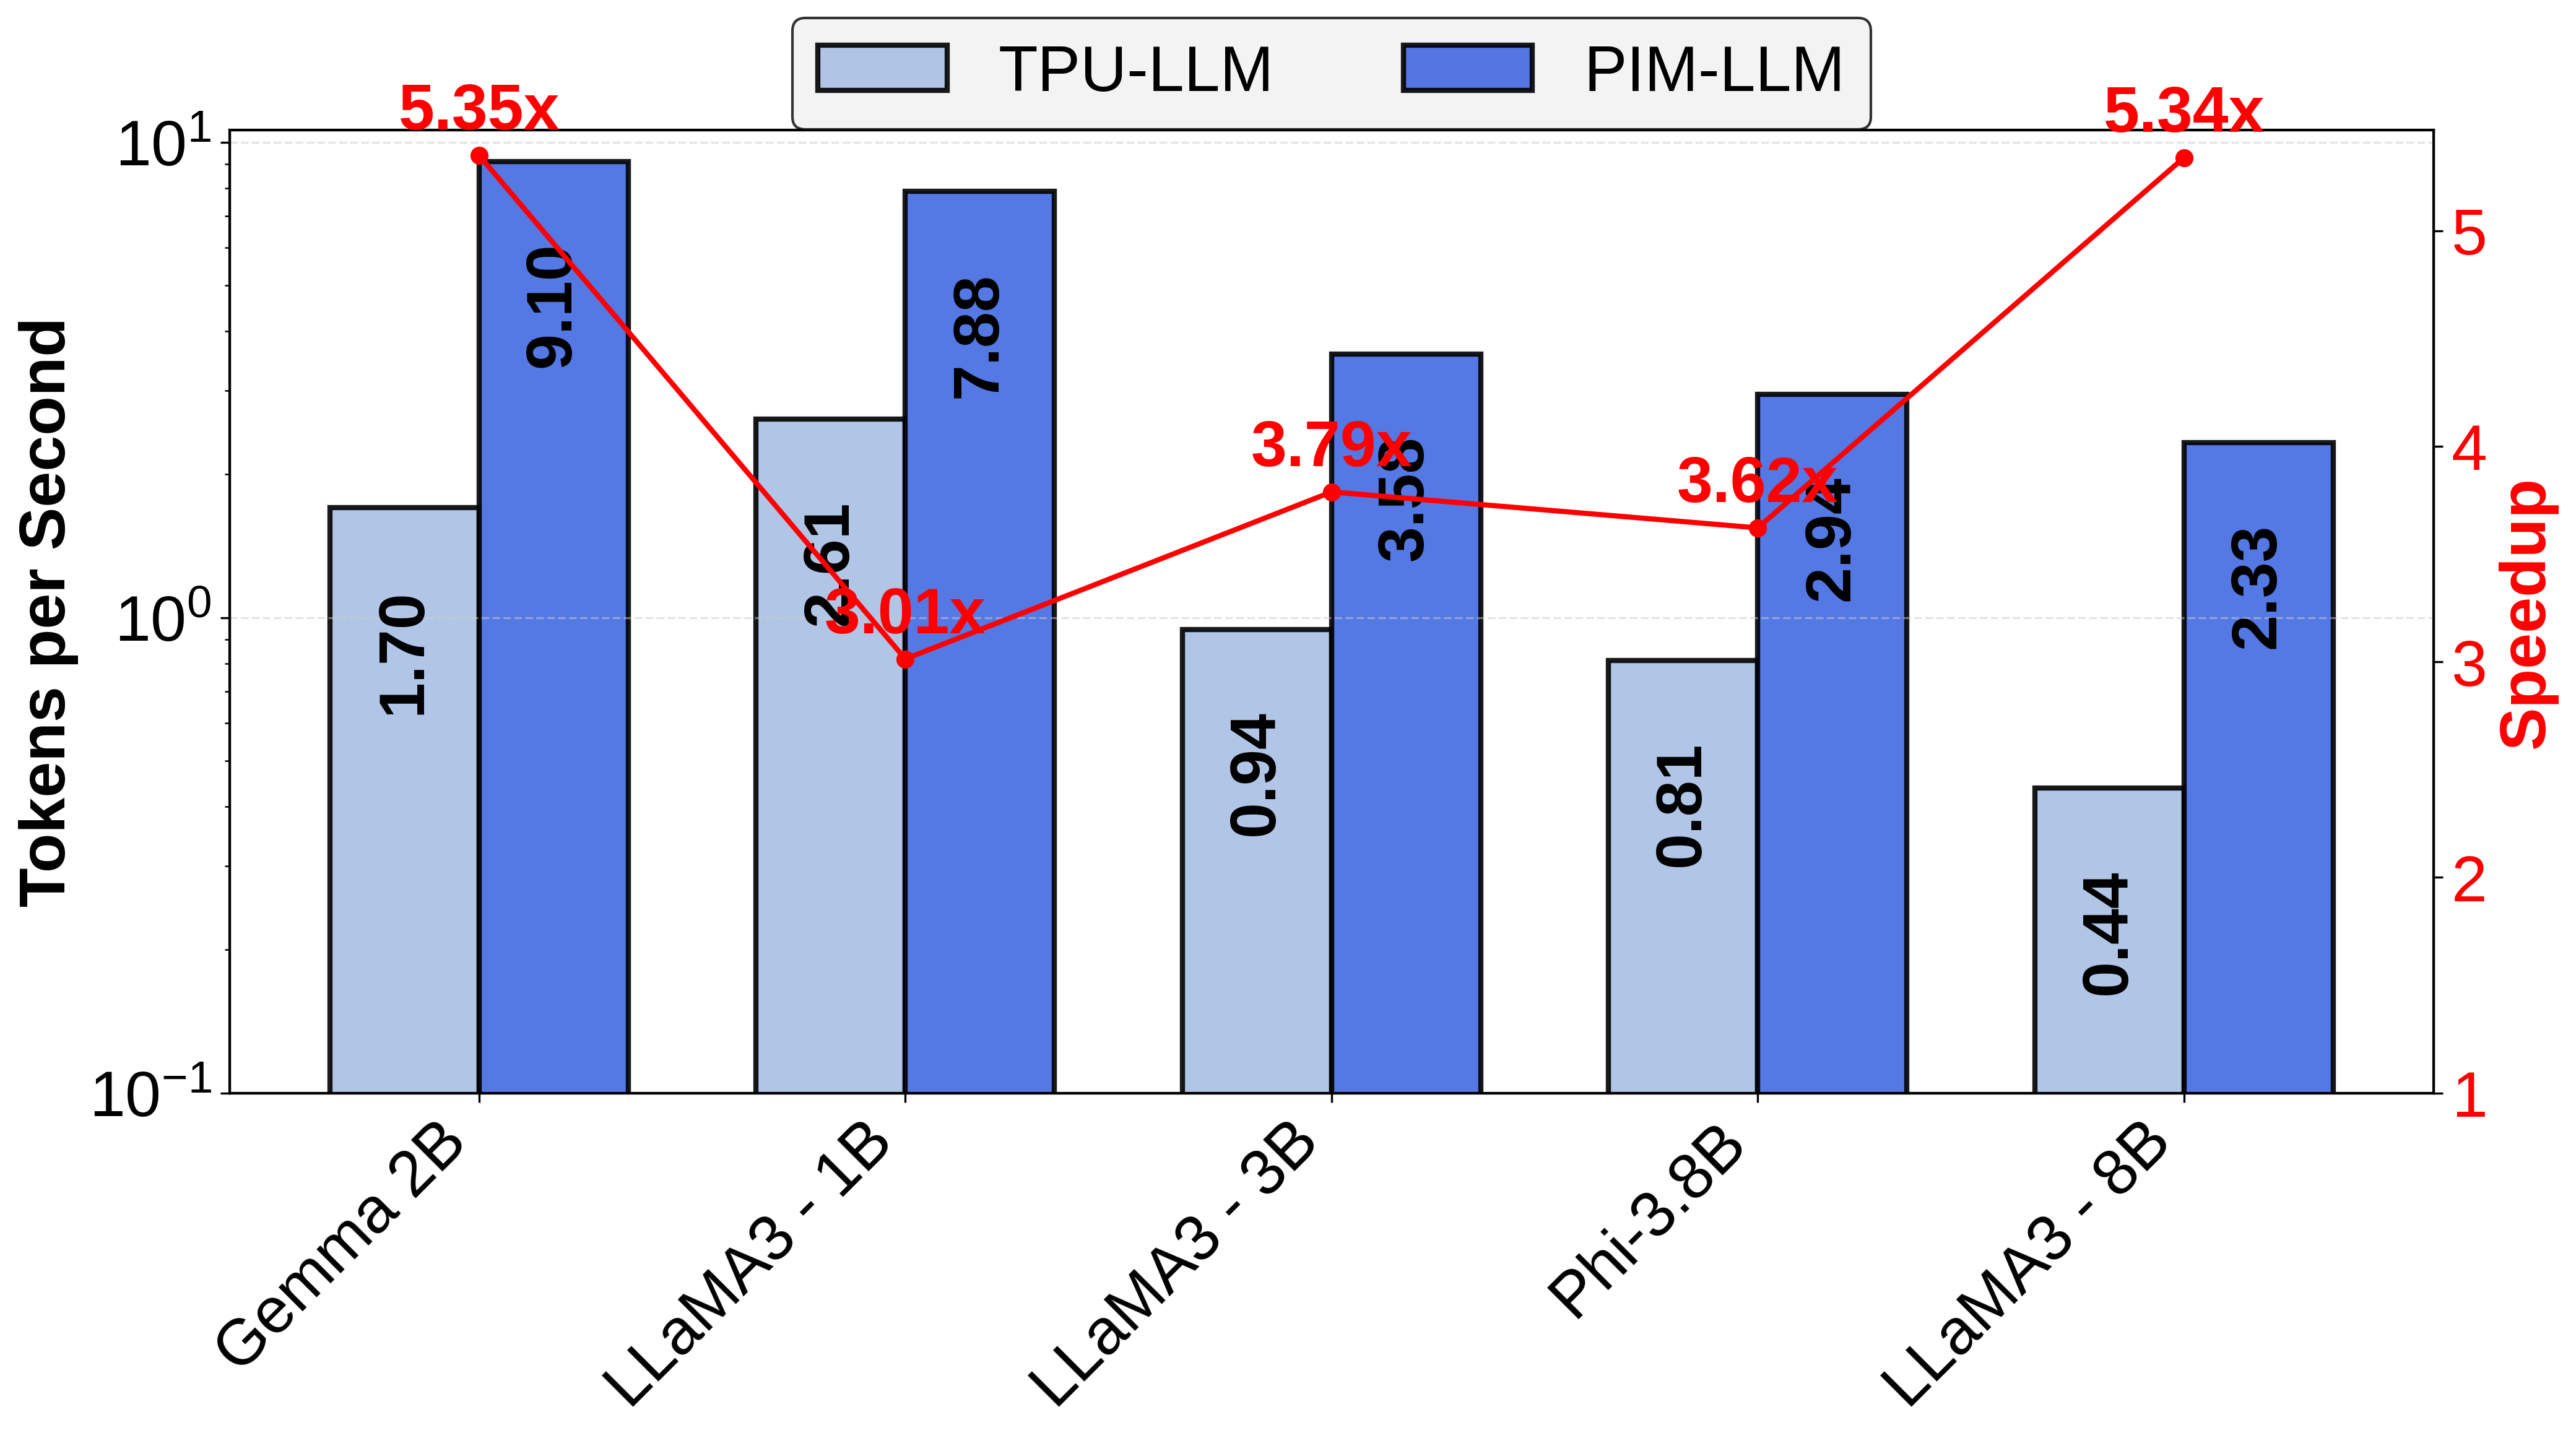 TPU-LLM PIM-LLM
5.35x
5.34x
10¹
10⁰
10⁻¹
Tokens per Second
9.10
7.88
1.70
2.61
3.01x
3.79x
3.58
0.94
3.62x
2.94
0.81
2.33
0.44
5
4
3
2
1
Speedup
Gemma 2B
LLaMA3 - 1B
LLaMA3 - 3B
Phi-3.8B
LLaMA3 - 8B